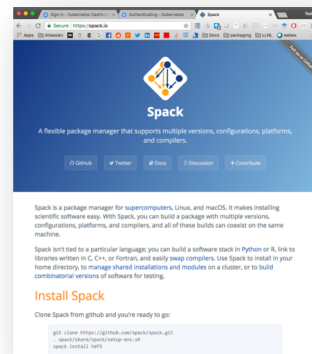 Sign in – Kubernetes Dashbo
Authenticating – Kubernetes
Spack
Secure https://spack.io
Apps
Atlassian
Docs
packaging
LLNL
webex
Spack
A flexible package manager that supports multiple versions, configurations, platforms,
and compilers.
GitHub
Twitter
Docs
Discussion
Contribute
Spack is a package manager for supercomputers, Linux, and macOS. It makes installing
scientific software easy. With Spack, you can build a package with multiple versions,
configurations, platforms, and compilers, and all of these builds can coexist on the same
machine.
Spack isn't tied to a particular language; you can build a software stack in Python or R, link to
libraries written in C, C++, or Fortran, and easily swap compilers. Use Spack to install in your
home directory, to manage shared installations and modules on a cluster, or to build
combinatorial versions of software for testing.
Install Spack
Clone Spack from github and you're ready to go:
git clone https://github.com/spack/spack.git
. spack/share/spack/setup-env.sh
spack install hdf5